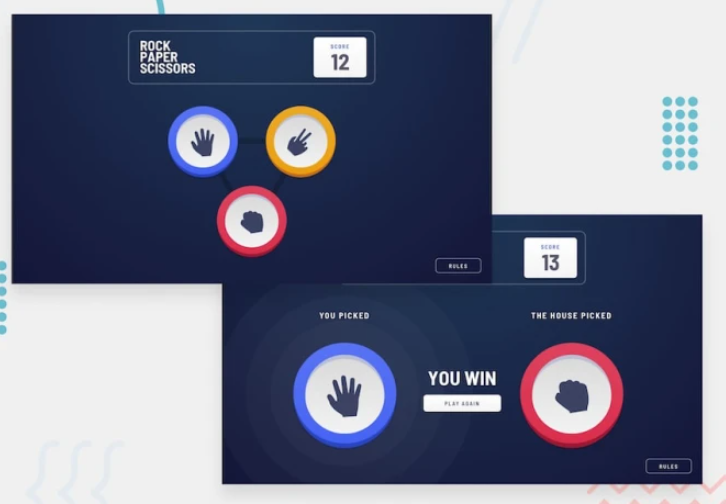 ROCK
PAPER
SCISSORS
SCORE
12
RULES
SCORE
13
YOU PICKED
THE HOUSE PICKED
YOU WIN
PLAY AGAIN
RULES